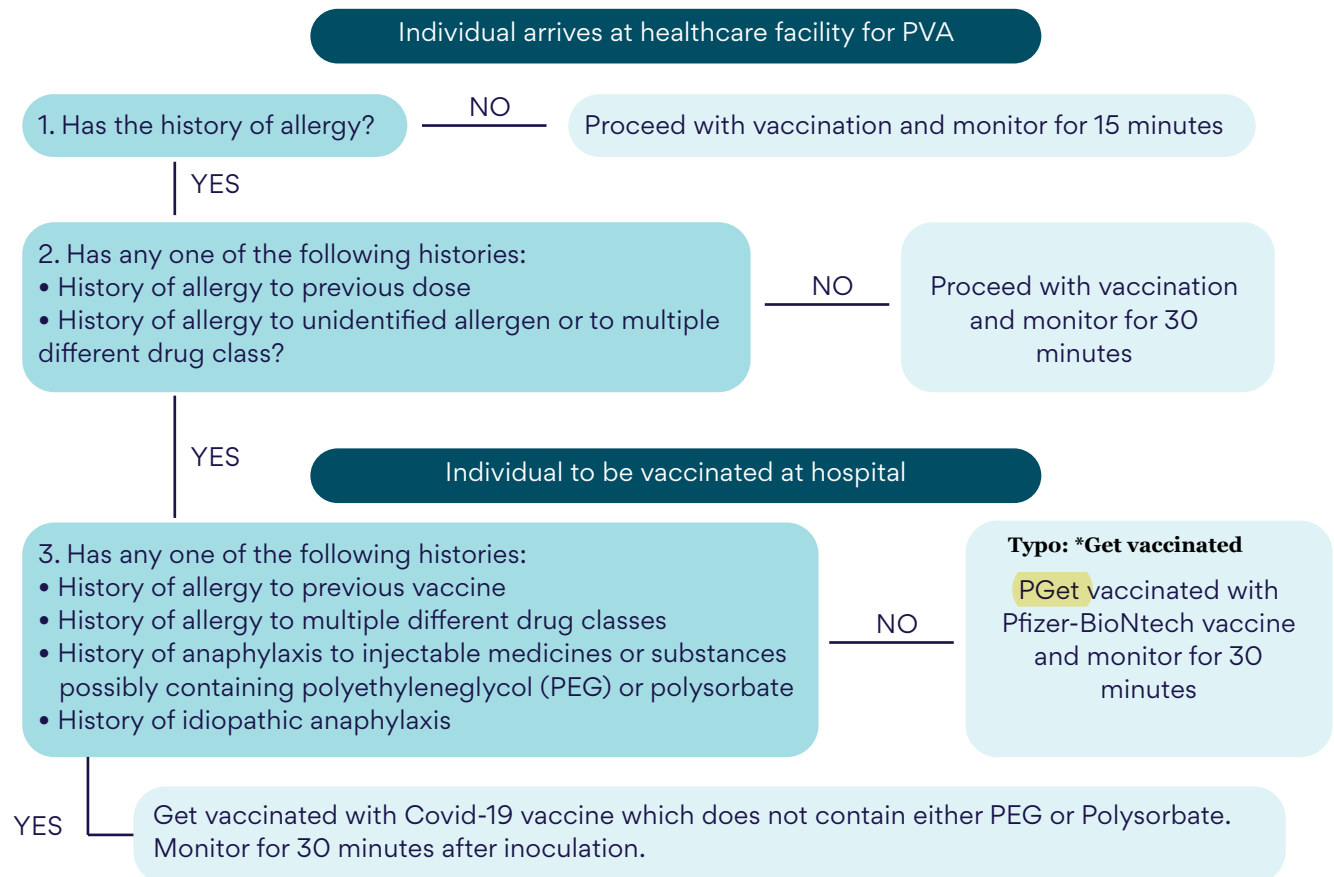 Individual arrives at healthcare facility for PVA
1. Has the history of allergy?
NO
Proceed with vaccination and monitor for 15 minutes
YES
2. Has any one of the following histories:
• History of allergy to previous dose
• History of allergy to unidentified allergen or to multiple
different drug class?
NO
Proceed with vaccination
and monitor for 30
minutes
YES
Individual to be vaccinated at hospital
3. Has any one of the following histories:
• History of allergy to previous vaccine
• History of allergy to multiple different drug classes
• History of anaphylaxis to injectable medicines or substances
possibly containing polyethyleneglycol (PEG) or polysorbate
• History of idiopathic anaphylaxis
NO
Typo: *Get vaccinated
PGet vaccinated with
Pfizer-BioNtech vaccine
and monitor for 30
minutes
YES
Get vaccinated with Covid-19 vaccine which does not contain either PEG or Polysorbate.
Monitor for 30 minutes after inoculation.